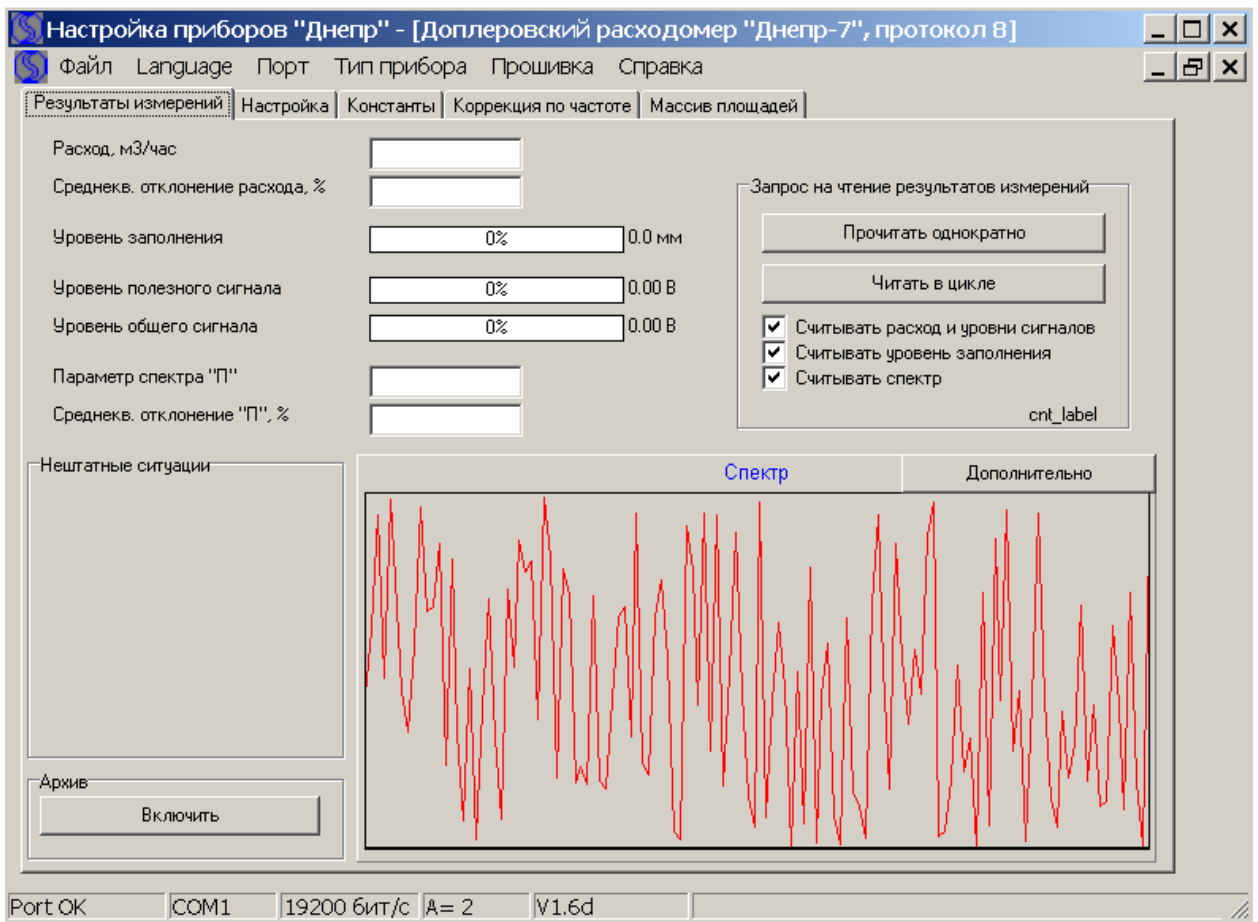 Настройка приборов "Днепр" - [Доплеровский расходомер "Днепр-7", протокол 8]
Файл Language Порт Тип прибора Прошивка Справка
Результаты измерений Настройка Константы Коррекция по частоте Массив площадей
Расход, м3/час
Среднекв. отклонение расхода, %
Уровень заполнения 0% 0.0 мм
Уровень полезного сигнала 0% 0.00 В
Уровень общего сигнала 0% 0.00 В
Параметр спектра "П"
Среднекв. отклонение "П", %
Запрос на чтение результатов измерений
Прочитать однократно
Читать в цикле
Считывать расход и уровни сигналов
Считывать уровень заполнения
Считывать спектр
cnt_label
Нештатные ситуации
Спектр Дополнительно
Архив
Включить
Port OK COM1 19200 бит/с A= 2 V1.6d